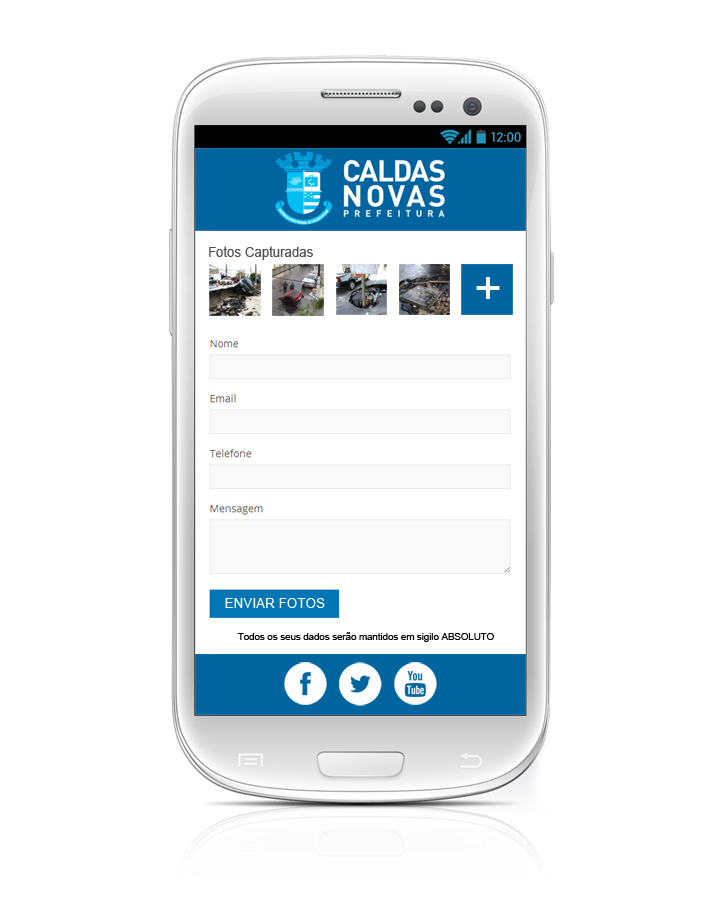 12:00
CALDAS
NOVAS
PREFEITURA
Fotos Capturadas
Nome
Email
Telefone
Mensagem
ENVIAR FOTOS
Todos os seus dados serão mantidos em sigilo ABSOLUTO
You
Tube